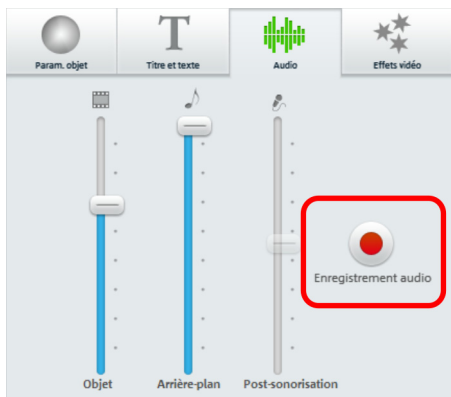 T
Param. objet
Titre et texte
Audio
Effets vidéo
Enregistrement audio
Objet
Arrière-plan
Post-sonorisation